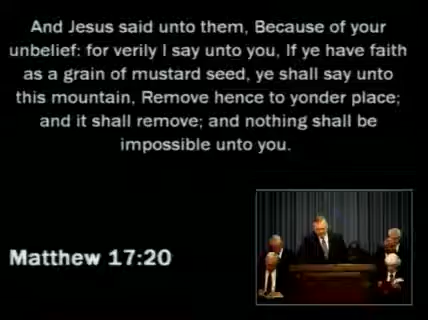 And Jesus said unto them, Because of your
unbelief: for verily I say unto you, If ye have faith
as a grain of mustard seed, ye shall say unto
this mountain, Remove hence to yonder place;
and it shall remove; and nothing shall be
impossible unto you.
Matthew 17:20